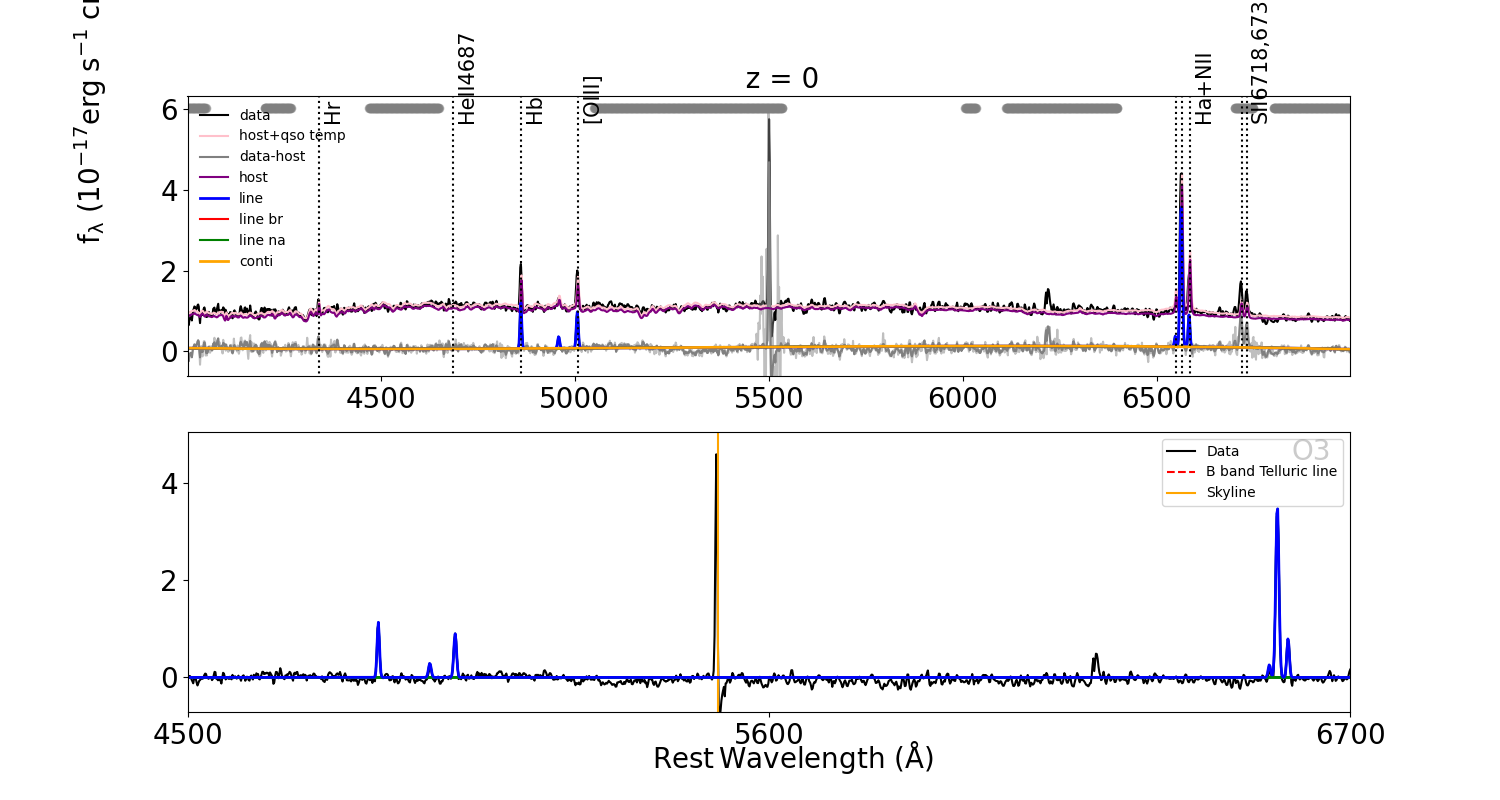 z = 0
f_λ (10^−17 erg s^−1 c
Hr
HeII4687
Hb
[OIII]
Ha+NII
SII6718,673
6
4
2
0
data
host+qso temp
data-host
host
line
line br
line na
conti
4500
5000
5500
6000
6500
4
2
0
O3
Data
B band Telluric line
Skyline
4500
5600
6700
Rest Wavelength (Å)